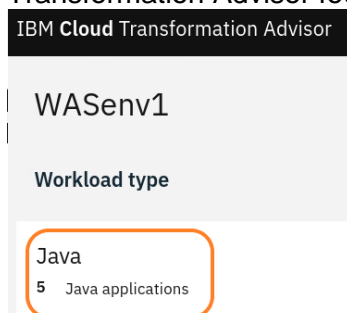 IBM Cloud Transformation Advisor
WASenv1
Workload type
Java
5 Java applications